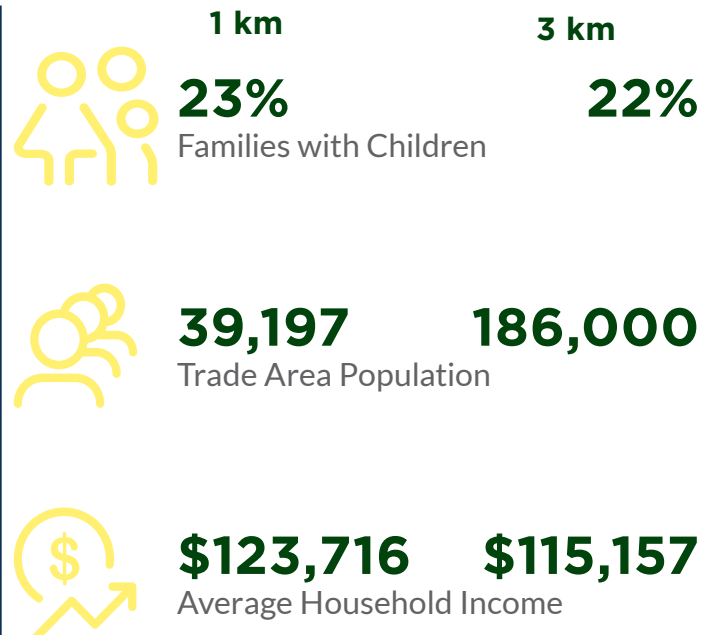 1 km 3 km
23% 22%
Families with Children
39,197 186,000
Trade Area Population
$
$123,716 $115,157
Average Household Income